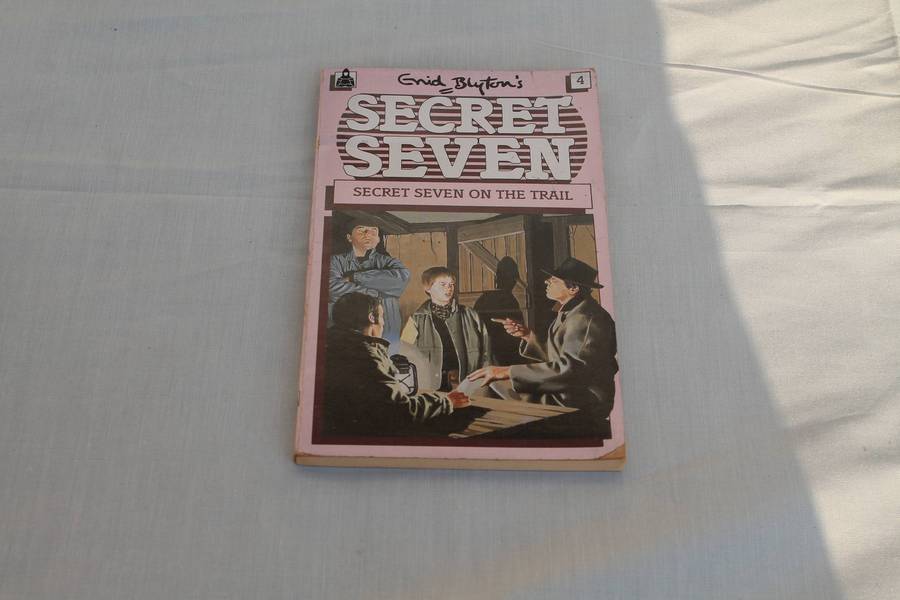 Enid Blyton's
4
SECRET
SEVEN
SECRET SEVEN ON THE TRAIL